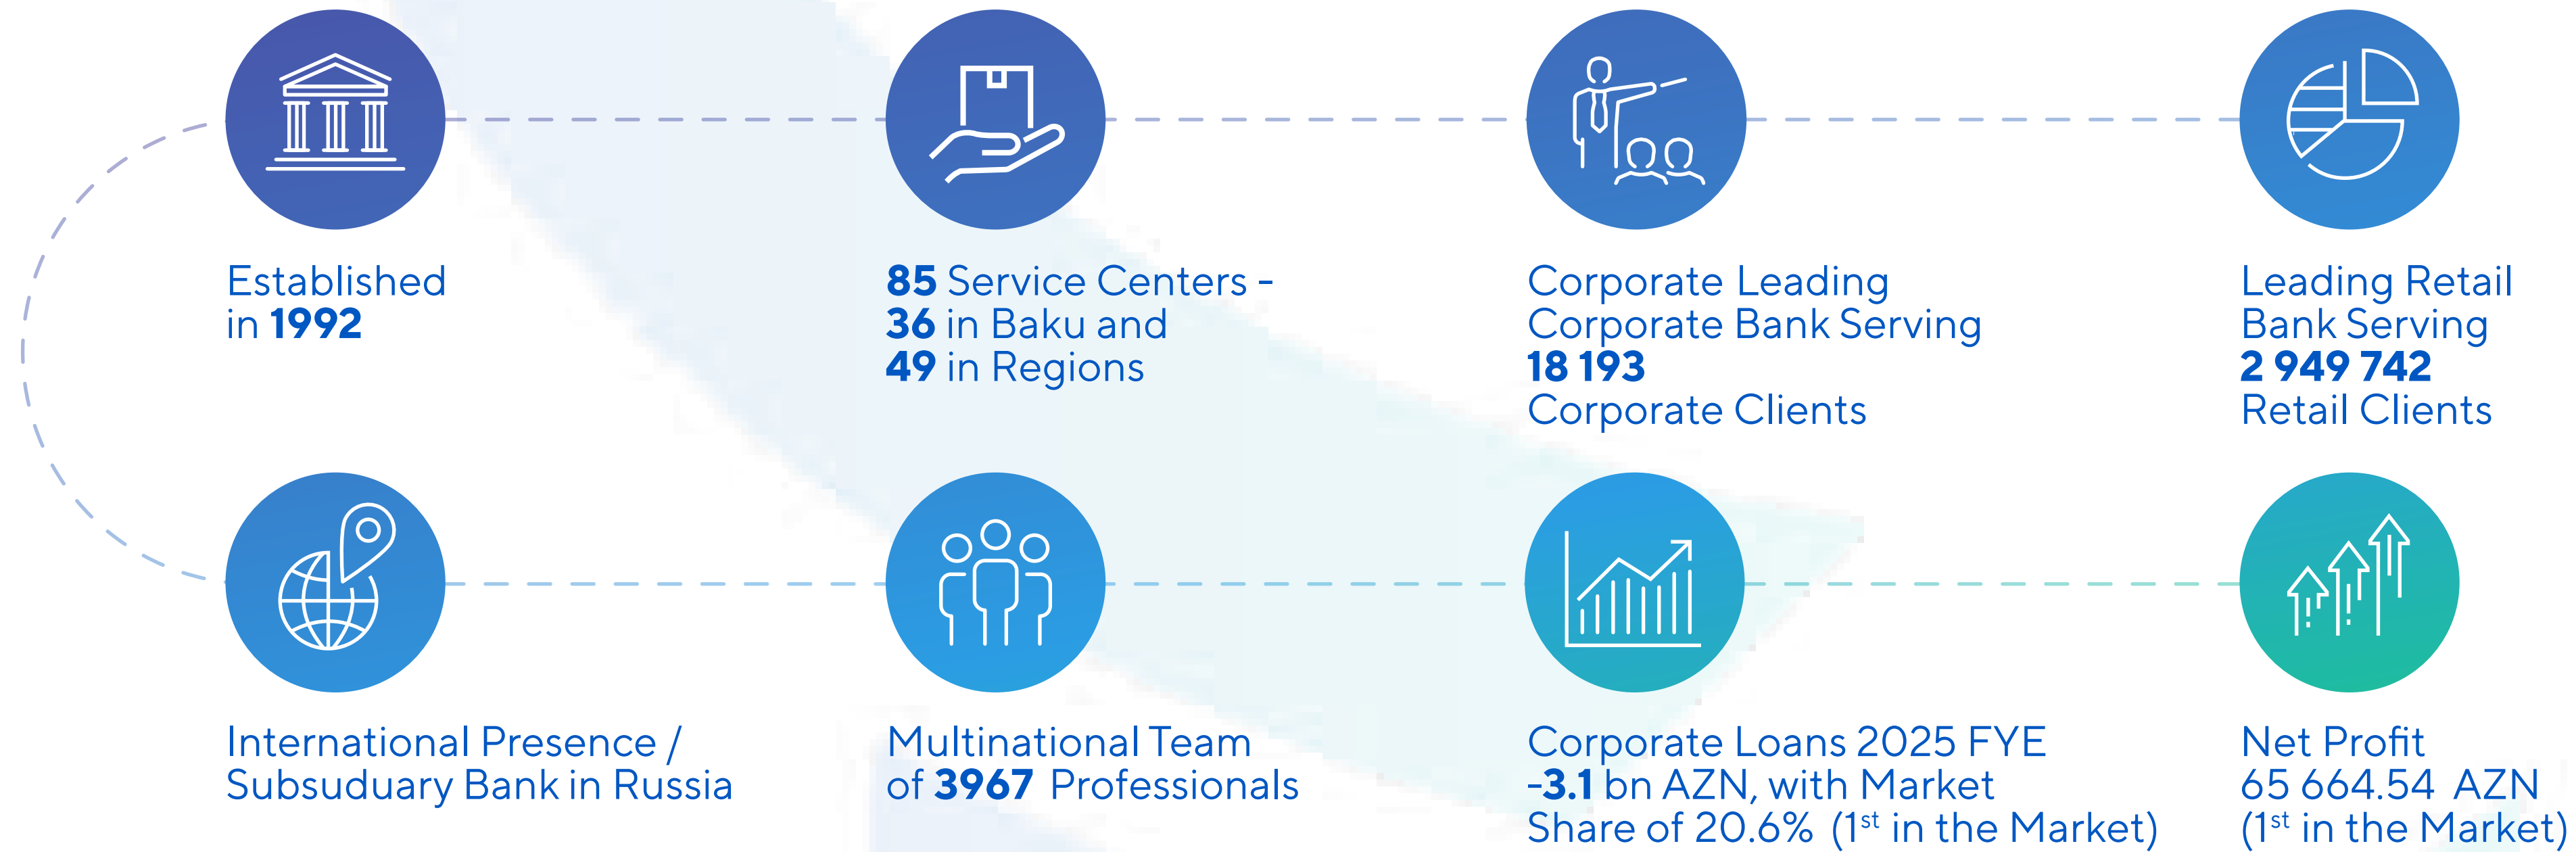 Established
in 1992
85 Service Centers -
36 in Baku and
49 in Regions
Corporate Leading
Corporate Bank Serving
18 193
Corporate Clients
Leading Retail
Bank Serving
2 949 742
Retail Clients
International Presence /
Subsuduary Bank in Russia
Multinational Team
of 3967 Professionals
Corporate Loans 2025 FYE
-3.1 bn AZN, with Market
Share of 20.6% (1st in the Market)
Net Profit
65 664.54 AZN
(1st in the Market)